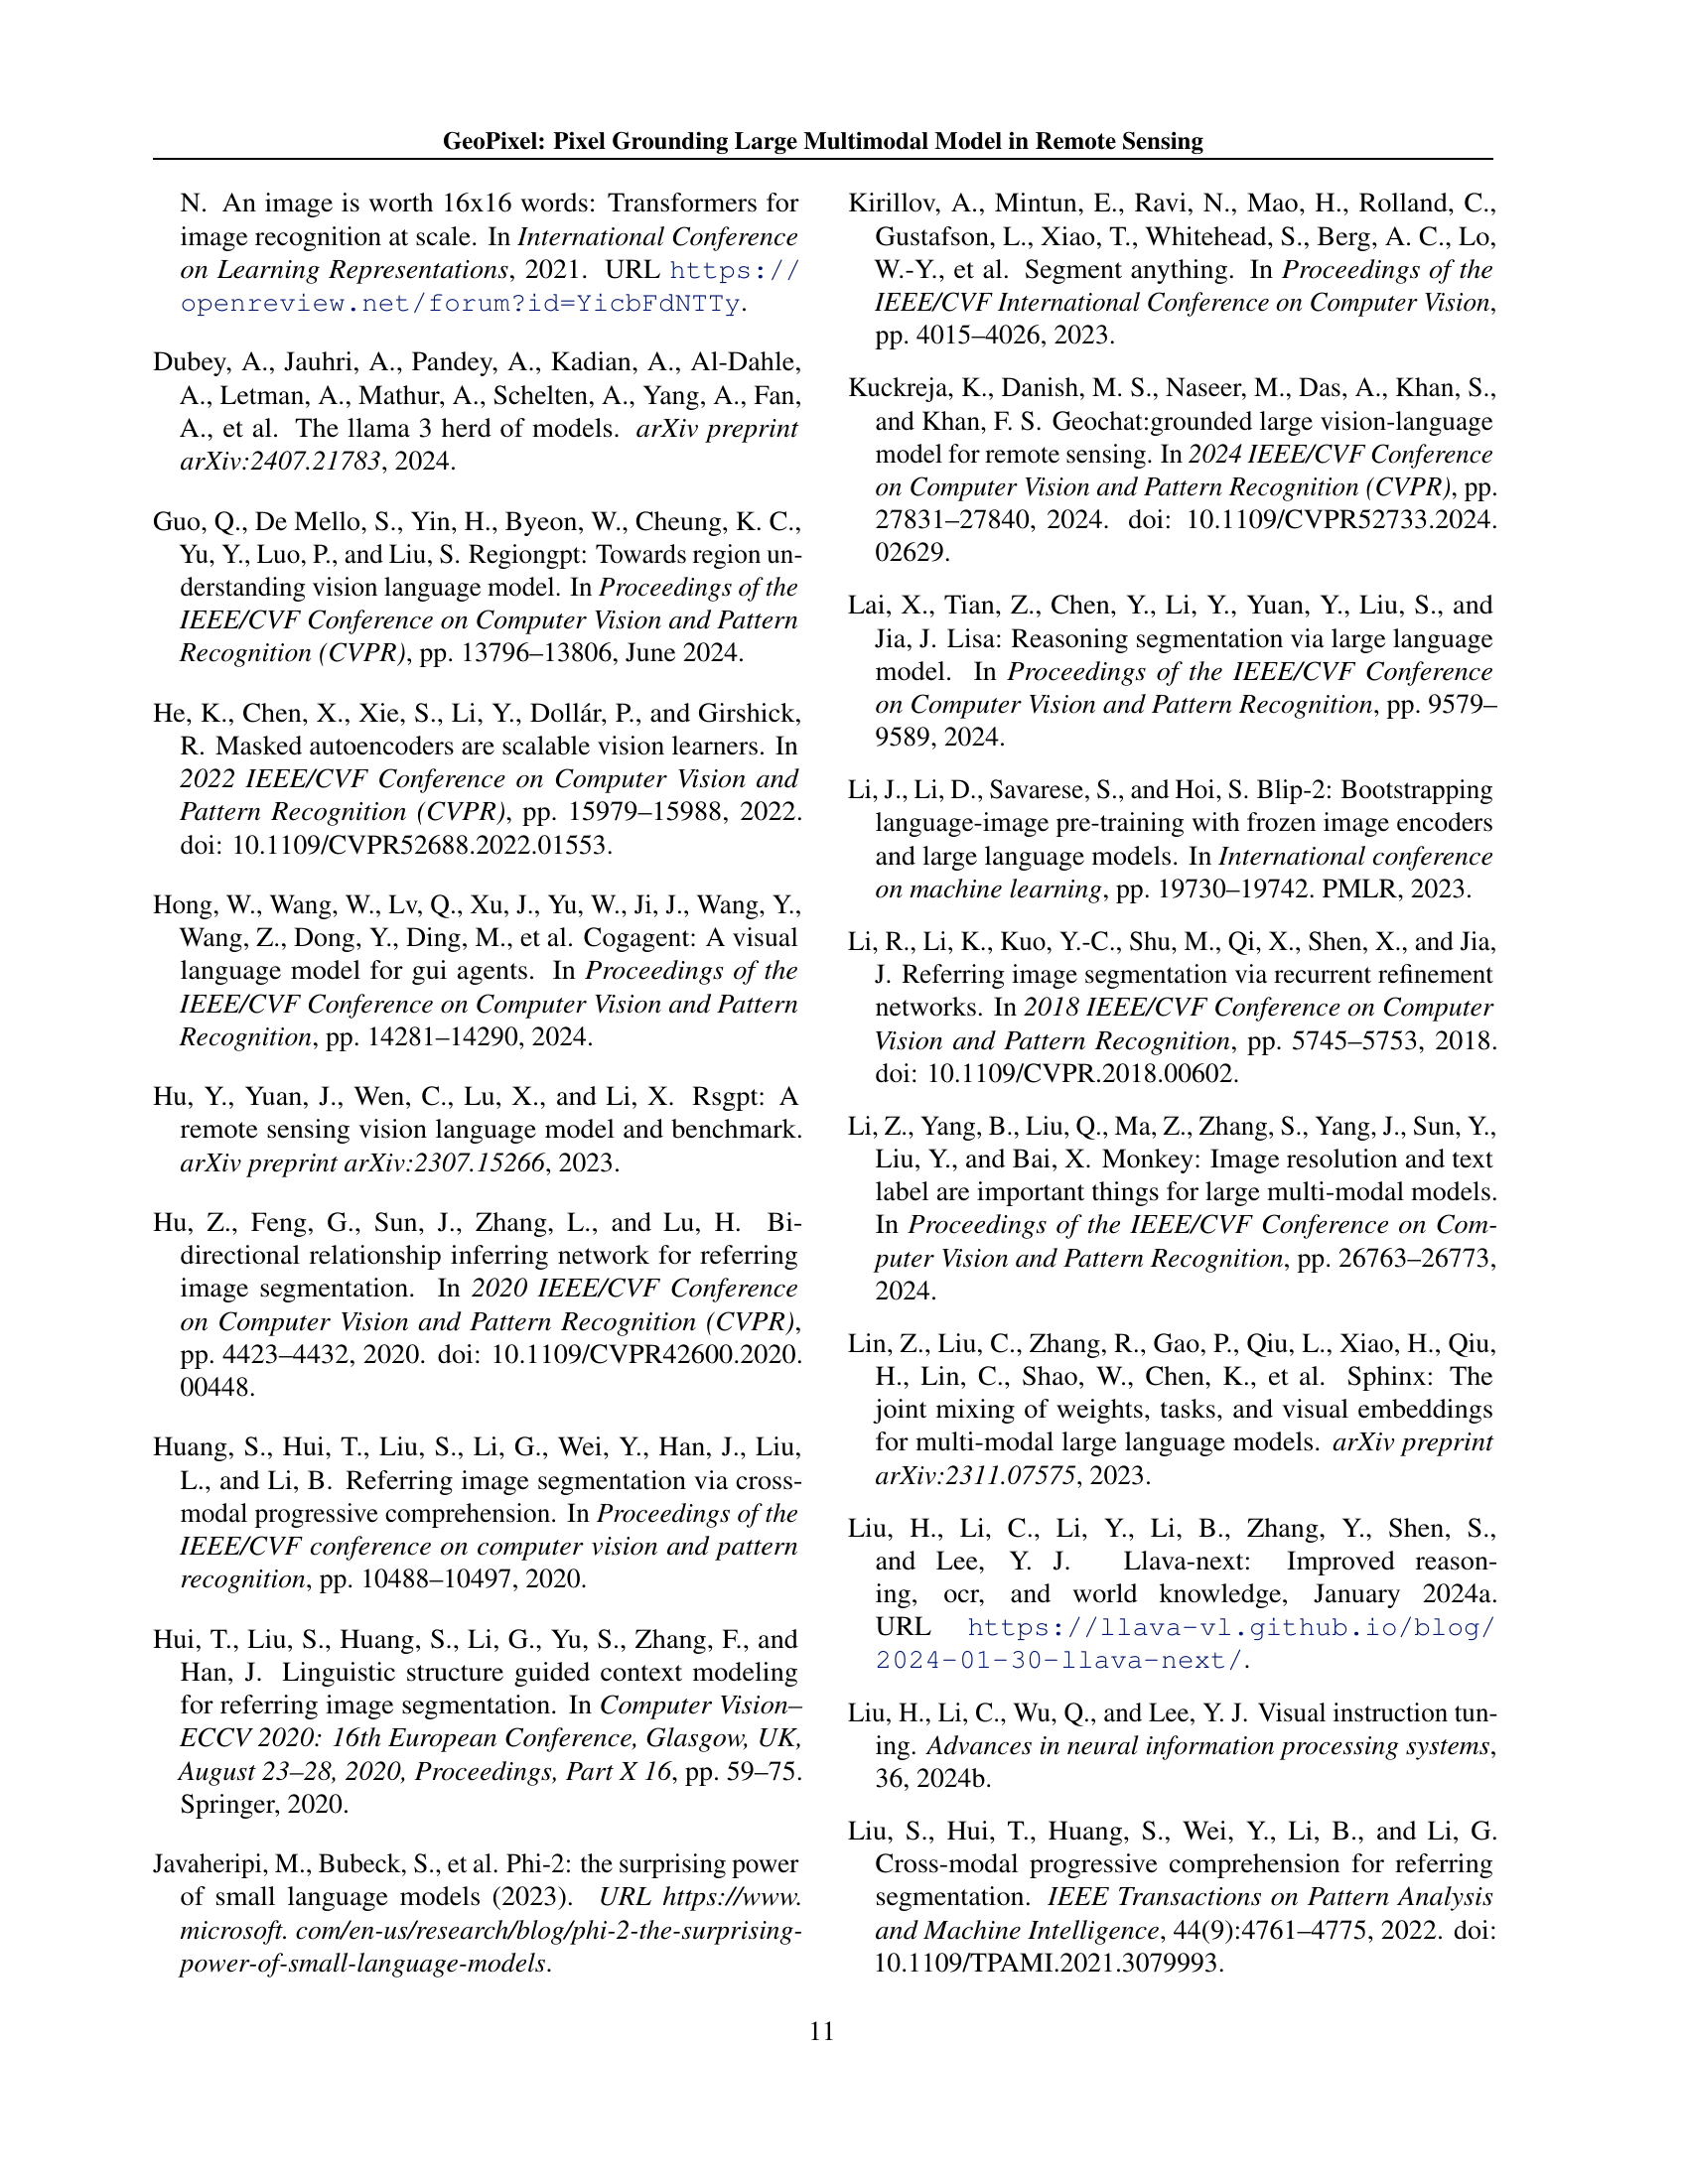 GeoPixel: Pixel Grounding Large Multimodal Model in Remote Sensing
N. An image is worth 16x16 words: Transformers for
image recognition at scale. In International Conference
on Learning Representations, 2021. URL https://
openreview.net/forum?id=YicbFdNTTy.
Dubey, A., Jauhri, A., Pandey, A., Kadian, A., Al-Dahle,
A., Letman, A., Mathur, A., Schelten, A., Yang, A., Fan,
A., et al. The llama 3 herd of models. arXiv preprint
arXiv:2407.21783, 2024.
Guo, Q., De Mello, S., Yin, H., Byeon, W., Cheung, K. C.,
Yu, Y., Luo, P., and Liu, S. Regiongpt: Towards region un-
derstanding vision language model. In Proceedings of the
IEEE/CVF Conference on Computer Vision and Pattern
Recognition (CVPR), pp. 13796–13806, June 2024.
He, K., Chen, X., Xie, S., Li, Y., Dollár, P., and Girshick,
R. Masked autoencoders are scalable vision learners. In
2022 IEEE/CVF Conference on Computer Vision and
Pattern Recognition (CVPR), pp. 15979–15988, 2022.
doi: 10.1109/CVPR52688.2022.01553.
Hong, W., Wang, W., Lv, Q., Xu, J., Yu, W., Ji, J., Wang, Y.,
Wang, Z., Dong, Y., Ding, M., et al. Cogagent: A visual
language model for gui agents. In Proceedings of the
IEEE/CVF Conference on Computer Vision and Pattern
Recognition, pp. 14281–14290, 2024.
Hu, Y., Yuan, J., Wen, C., Lu, X., and Li, X. Rsgpt: A
remote sensing vision language model and benchmark.
arXiv preprint arXiv:2307.15266, 2023.
Hu, Z., Feng, G., Sun, J., Zhang, L., and Lu, H. Bi-
directional relationship inferring network for referring
image segmentation. In 2020 IEEE/CVF Conference
on Computer Vision and Pattern Recognition (CVPR),
pp. 4423–4432, 2020. doi: 10.1109/CVPR42600.2020.
00448.
Huang, S., Hui, T., Liu, S., Li, G., Wei, Y., Han, J., Liu,
L., and Li, B. Referring image segmentation via cross-
modal progressive comprehension. In Proceedings of the
IEEE/CVF conference on computer vision and pattern
recognition, pp. 10488–10497, 2020.
Hui, T., Liu, S., Huang, S., Li, G., Yu, S., Zhang, F., and
Han, J. Linguistic structure guided context modeling
for referring image segmentation. In Computer Vision–
ECCV 2020: 16th European Conference, Glasgow, UK,
August 23–28, 2020, Proceedings, Part X 16, pp. 59–75.
Springer, 2020.
Javaheripi, M., Bubeck, S., et al. Phi-2: the surprising power
of small language models (2023). URL https://www.
microsoft. com/en-us/research/blog/phi-2-the-surprising-
power-of-small-language-models.
Kirillov, A., Mintun, E., Ravi, N., Mao, H., Rolland, C.,
Gustafson, L., Xiao, T., Whitehead, S., Berg, A. C., Lo,
W.-Y., et al. Segment anything. In Proceedings of the
IEEE/CVF International Conference on Computer Vision,
pp. 4015–4026, 2023.
Kuckreja, K., Danish, M. S., Naseer, M., Das, A., Khan, S.,
and Khan, F. S. Geochat:grounded large vision-language
model for remote sensing. In 2024 IEEE/CVF Conference
on Computer Vision and Pattern Recognition (CVPR), pp.
27831–27840, 2024. doi: 10.1109/CVPR52733.2024.
02629.
Lai, X., Tian, Z., Chen, Y., Li, Y., Yuan, Y., Liu, S., and
Jia, J. Lisa: Reasoning segmentation via large language
model. In Proceedings of the IEEE/CVF Conference
on Computer Vision and Pattern Recognition, pp. 9579–
9589, 2024.
Li, J., Li, D., Savarese, S., and Hoi, S. Blip-2: Bootstrapping
language-image pre-training with frozen image encoders
and large language models. In International conference
on machine learning, pp. 19730–19742. PMLR, 2023.
Li, R., Li, K., Kuo, Y.-C., Shu, M., Qi, X., Shen, X., and Jia,
J. Referring image segmentation via recurrent refinement
networks. In 2018 IEEE/CVF Conference on Computer
Vision and Pattern Recognition, pp. 5745–5753, 2018.
doi: 10.1109/CVPR.2018.00602.
Li, Z., Yang, B., Liu, Q., Ma, Z., Zhang, S., Yang, J., Sun, Y.,
Liu, Y., and Bai, X. Monkey: Image resolution and text
label are important things for large multi-modal models.
In Proceedings of the IEEE/CVF Conference on Com-
puter Vision and Pattern Recognition, pp. 26763–26773,
2024.
Lin, Z., Liu, C., Zhang, R., Gao, P., Qiu, L., Xiao, H., Qiu,
H., Lin, C., Shao, W., Chen, K., et al. Sphinx: The
joint mixing of weights, tasks, and visual embeddings
for multi-modal large language models. arXiv preprint
arXiv:2311.07575, 2023.
Liu, H., Li, C., Li, Y., Li, B., Zhang, Y., Shen, S.,
and Lee, Y. J. Llava-next: Improved reason-
ing, ocr, and world knowledge, January 2024a.
URL https://llava-vl.github.io/blog/
2024-01-30-llava-next/.
Liu, H., Li, C., Wu, Q., and Lee, Y. J. Visual instruction tun-
ing. Advances in neural information processing systems,
36, 2024b.
Liu, S., Hui, T., Huang, S., Wei, Y., Li, B., and Li, G.
Cross-modal progressive comprehension for referring
segmentation. IEEE Transactions on Pattern Analysis
and Machine Intelligence, 44(9):4761–4775, 2022. doi:
10.1109/TPAMI.2021.3079993.
11